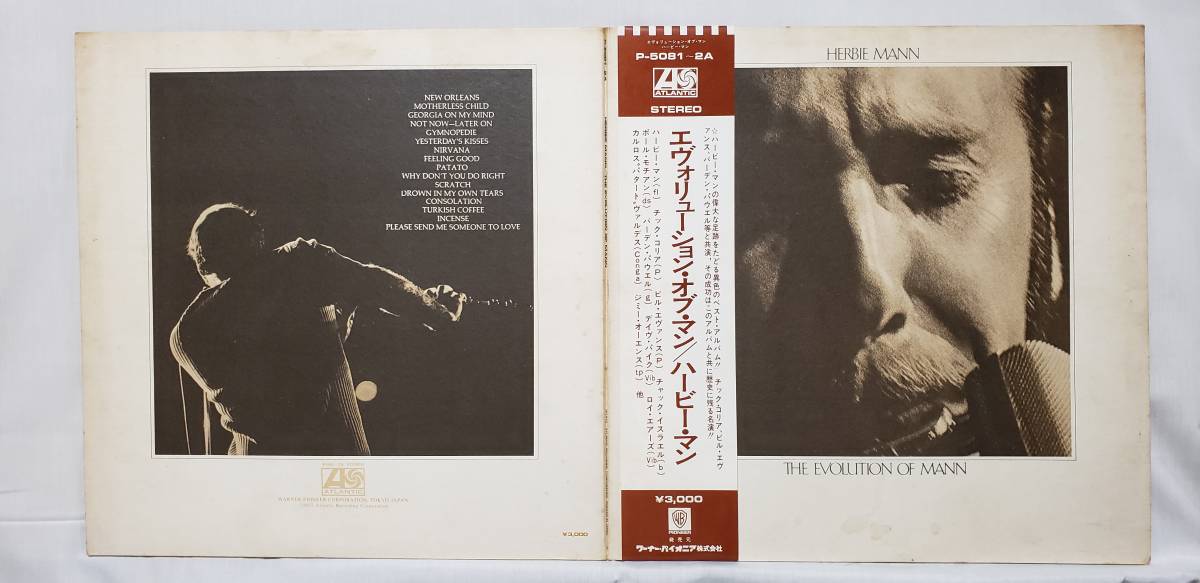 NEW ORLEANS
MOTHERLESS CHILD
GEORGIA ON MY MIND
NOT NOW—LATER ON
GYMNOPEDIE
YESTERDAY'S KISSES
NIRVANA
FEELING GOOD
PATATO
WHY DON'T YOU DO RIGHT
SCRATCH
DROWN IN MY OWN TEARS
CONSOLATION
TURKISH COFFEE
INCENSE
PLEASE SEND ME SOMEONE TO LOVE
ATLANTIC
WARNER-PIONEER CORPORATION, TOKYO, JAPAN
¥3,000
HERBIE MANN THE EVOLUTION OF MANN
エヴォリューション・オブ・マン
ハービー・マン
P-5081~2A
ATLANTIC
STEREO
☆ハービー・マンの偉大な足跡をたどる異色のベスト・アルバム!! チック・コリア、ビル・エヴ
ァンス、バーデン・パウエル等と共演、その成功はこのアルバムと共に歴史に残る名演!!
エヴォリューション・オブ・マン/ハービー・マン
ハービー・マン(fl) チック・コリア(P) ビル・エヴァンス(P) チャック・イスラエル(b)
ポール・モチアン(ds) バーデン・パウエル(g) デイヴ・パイク(Vib) ロイ・エアーズ(Vib)
カルロス"パタート"ヴァルデス(Conga) ジミー・オーエンス(tp) 他
¥3,000
WB
PIONEER
発売元
ワーナー・パイオニア株式会社
HERBIE MANN
THE EVOLUTION OF MANN